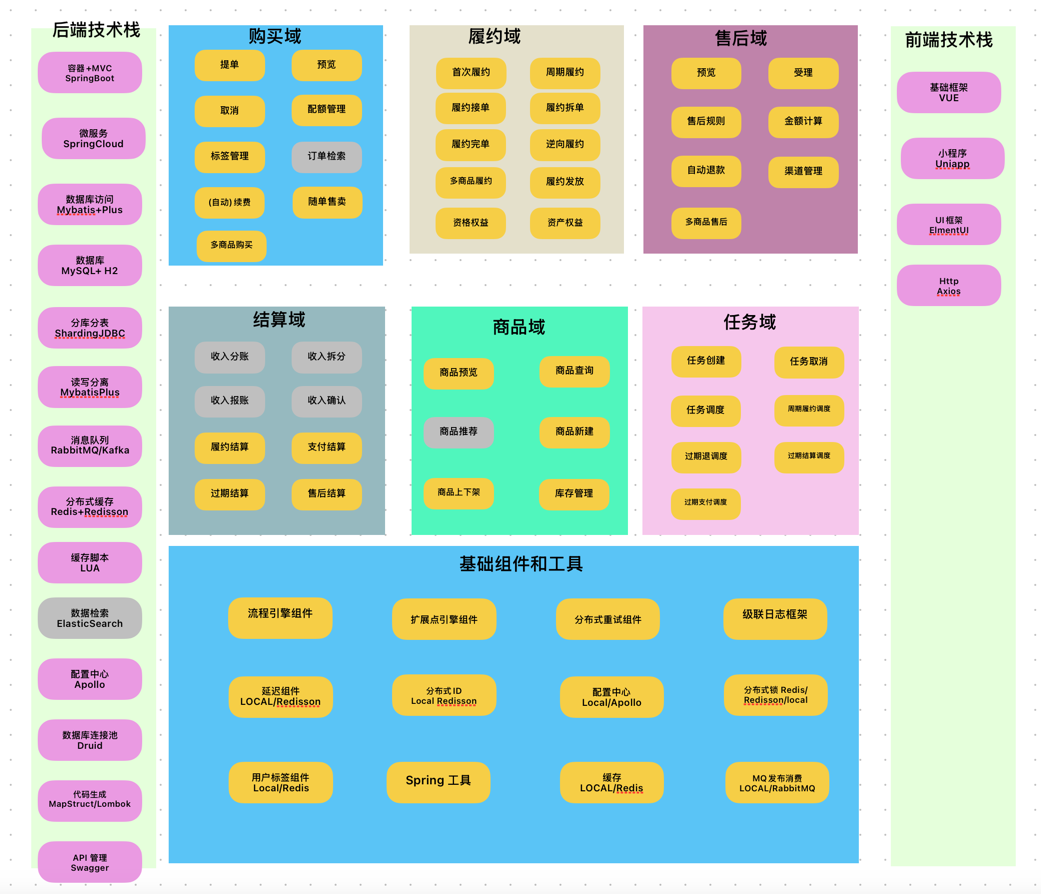 后端技术栈
容器+MVC
SpringBoot
微服务
SpringCloud
数据库访问
Mybatis+Plus
数据库
MySQL+ H2
分库分表
ShardingJDBC
读写分离
MybatisPlus
消息队列
RabbitMQ/Kafka
分布式缓存
Redis+Redisson
缓存脚本
LUA
数据检索
ElasticSearch
配置中心
Apollo
数据库连接池
Druid
代码生成
MapStruct/Lombok
API 管理
Swagger
购买域
提单
预览
取消
配额管理
标签管理
订单检索
(自动) 续费
随单售卖
多商品购买
履约域
首次履约
周期履约
履约接单
履约拆单
履约完单
逆向履约
多商品履约
履约发放
资格权益
资产权益
售后域
预览
受理
售后规则
金额计算
自动退款
渠道管理
多商品售后
结算域
收入分账
收入拆分
收入报账
收入确认
履约结算
支付结算
过期结算
售后结算
商品域
商品预览
商品查询
商品推荐
商品新建
商品上下架
库存管理
任务域
任务创建
任务取消
任务调度
周期履约调度
过期退调度
过期结算调度
过期支付调度
基础组件和工具
流程引擎组件
扩展点引擎组件
分布式重试组件
级联日志框架
延迟组件
LOCAL/Redisson
分布式 ID
Local Redisson
配置中心
Local/Apollo
分布式锁 Redis/
Redisson/local
用户标签组件
Local/Redis
Spring 工具
缓存
LOCAL/Redis
MQ 发布消费
LOCAL/RabbitMQ
前端技术栈
基础框架
VUE
小程序
Uniapp
UI 框架
ElmentUI
Http
Axios